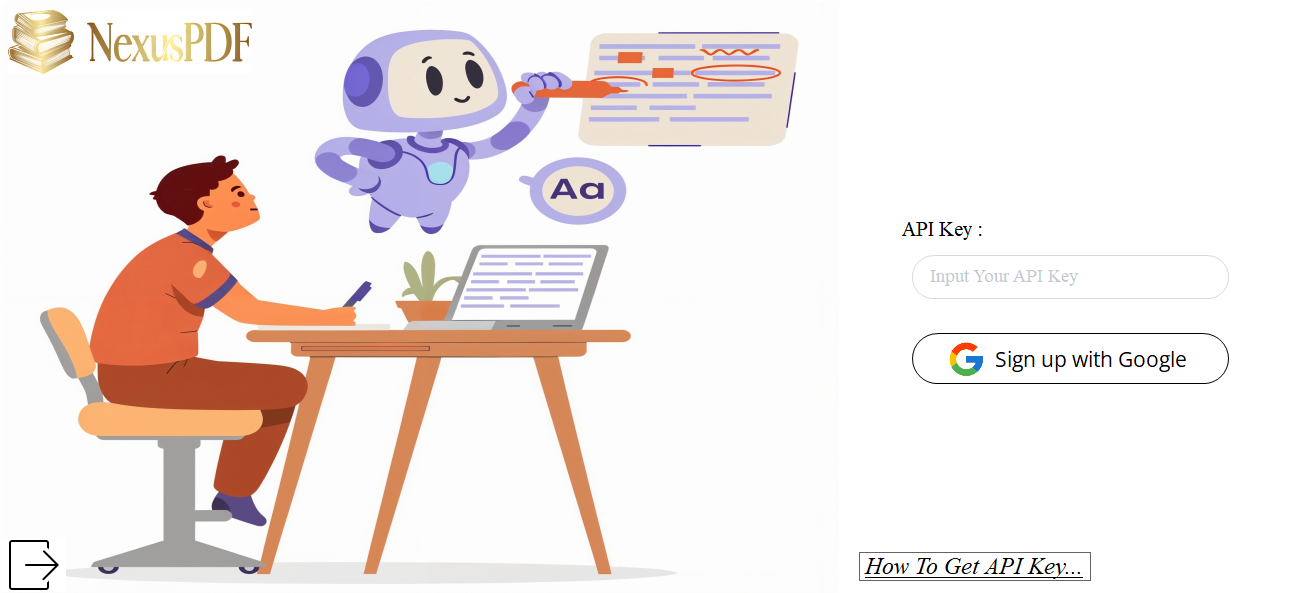 NexusPDF
Aa
API Key :
Input Your API Key
Sign up with Google
How To Get API Key...